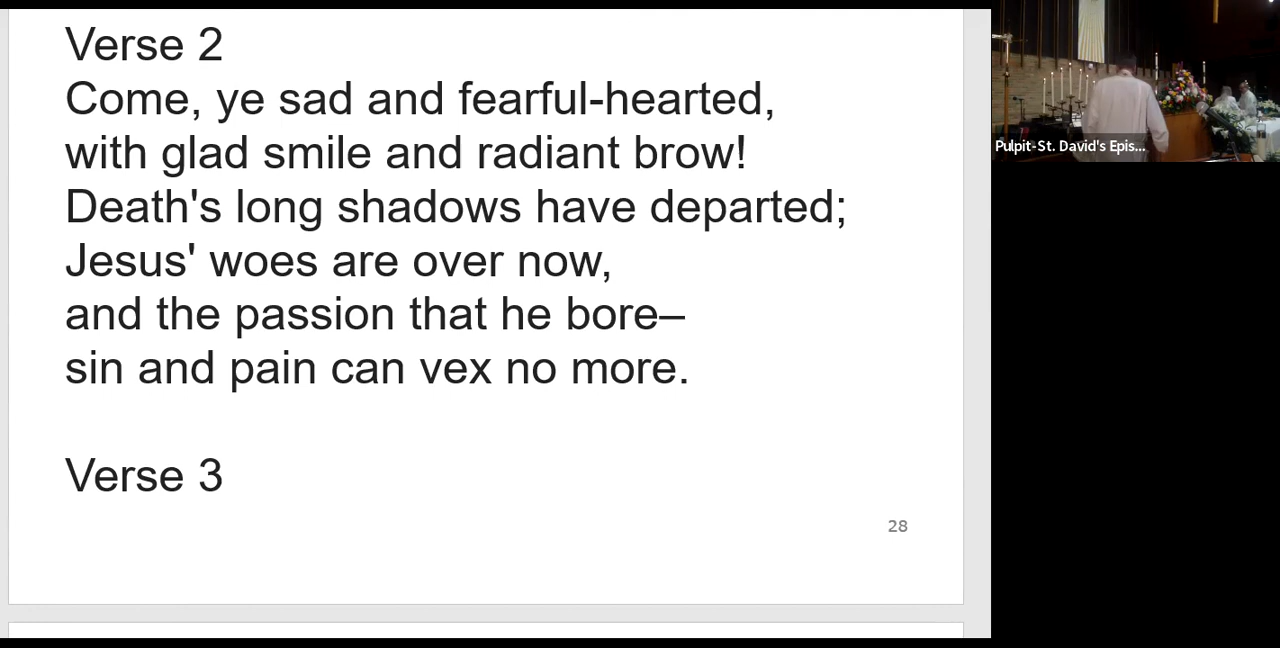 Verse 2
Come, ye sad and fearful-hearted,
with glad smile and radiant brow!
Death's long shadows have departed;
Jesus' woes are over now,
and the passion that he bore–
sin and pain can vex no more.
Verse 3
28
Pulpit-St. David's Epis...